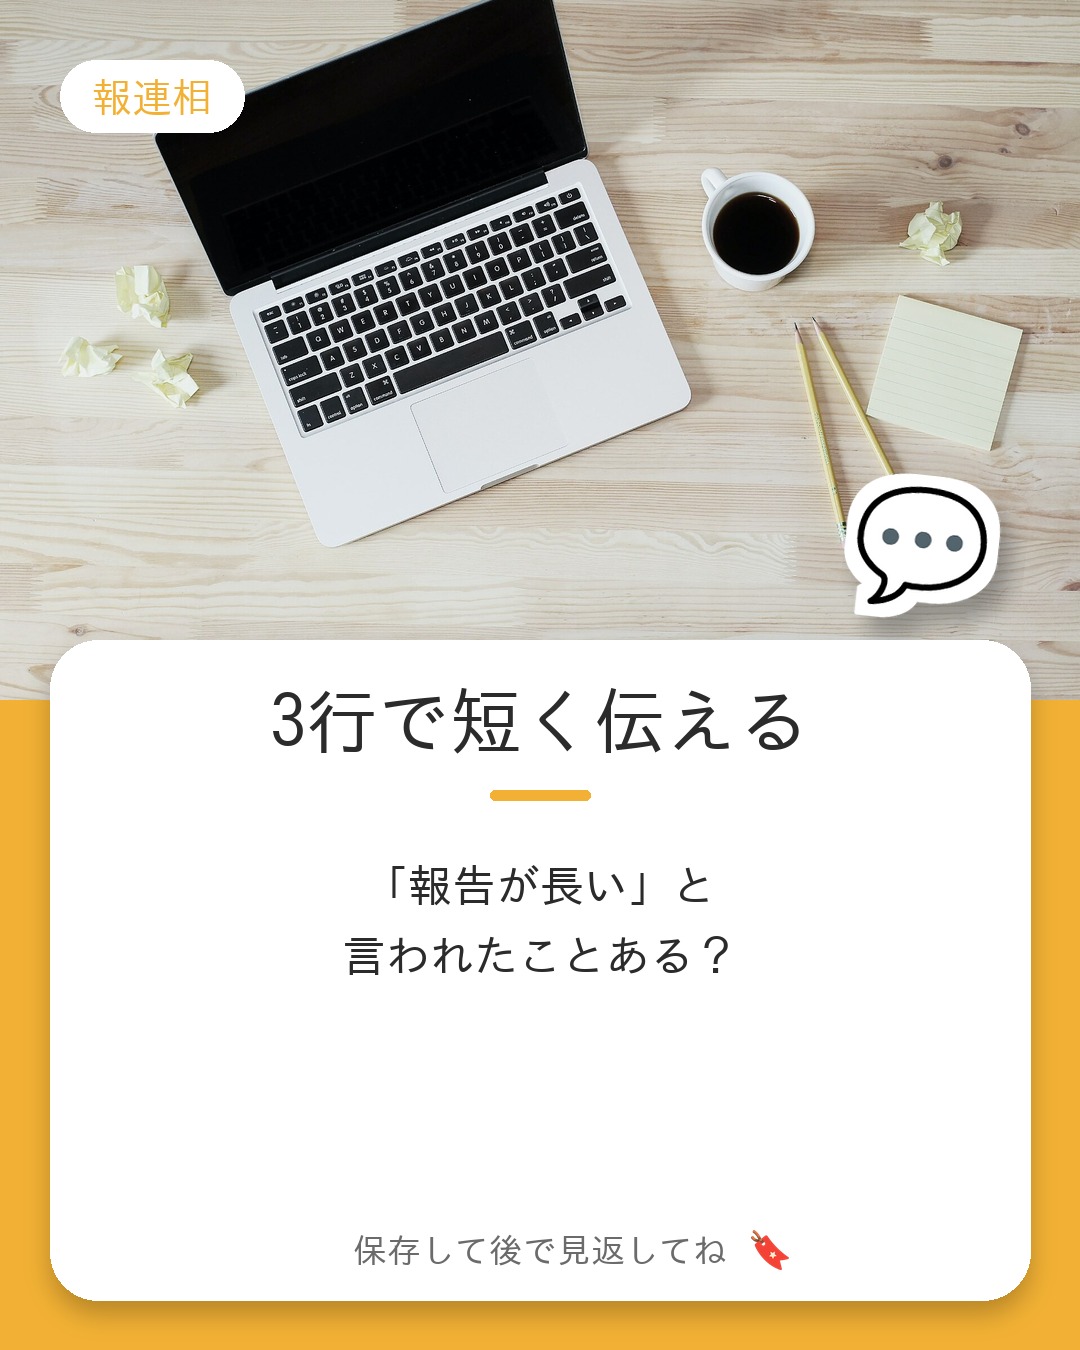 報連相
3行で短く伝える
「報告が長い」と
言われたことある？
保存して後で見返してね